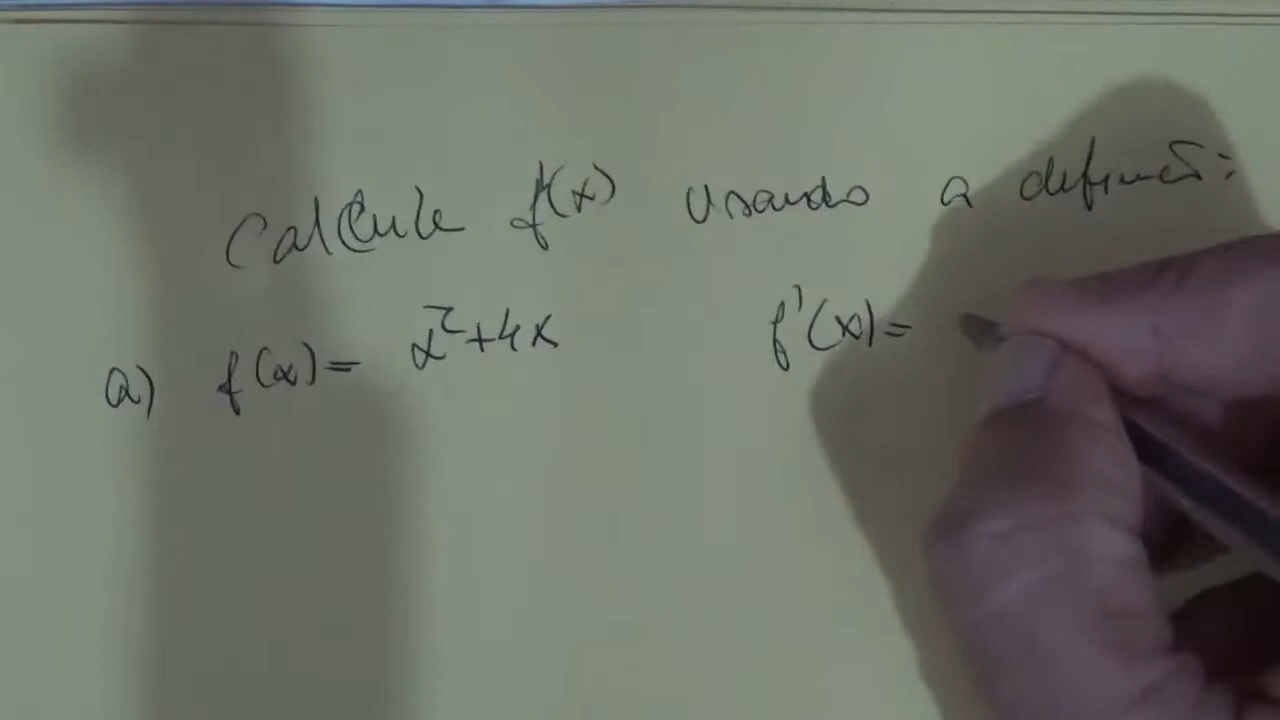 Calcule f'(x) usando a definição:
a) f(x)= x²+4x f'(x)=